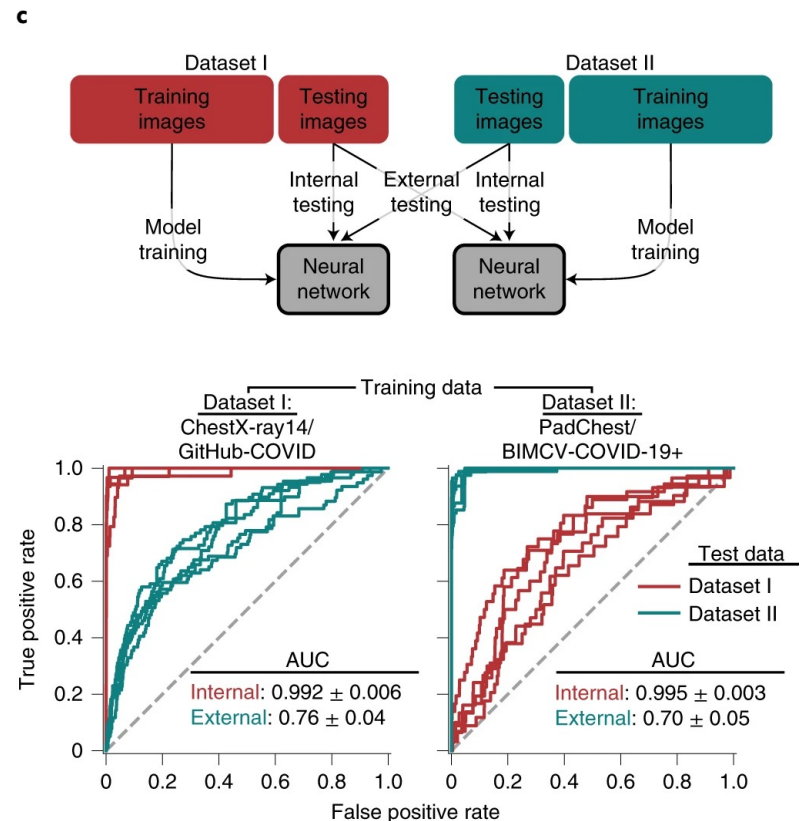 c
Dataset I
Dataset II
Training
images
Testing
images
Testing
images
Training
images
Internal
testing
External
testing
Internal
testing
Model
training
Model
training
Neural
network
Neural
network
Training data
Dataset I:
ChestX-ray14/
GitHub-COVID
Dataset II:
PadChest/
BIMCV-COVID-19+
True positive rate
1.0
0.8
0.6
0.4
0.2
0
AUC
Internal: 0.992 ± 0.006
External: 0.76 ± 0.04
0
0.2
0.4
0.6
0.8
1.0
Test data
Dataset I
Dataset II
AUC
Internal: 0.995 ± 0.003
External: 0.70 ± 0.05
0
0.2
0.4
0.6
0.8
1.0
False positive rate